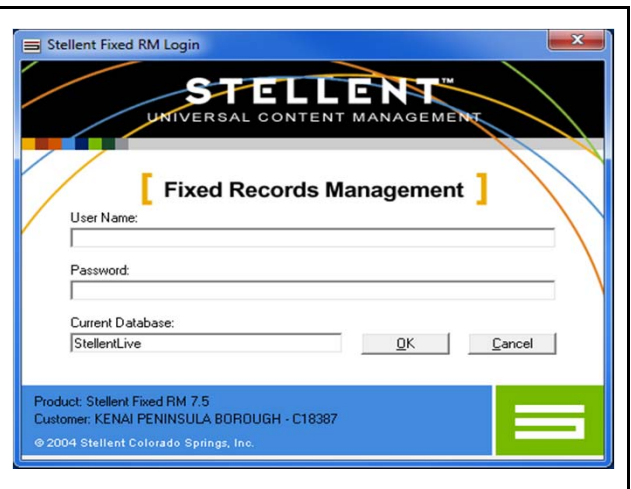 Stellent Fixed RM Login
STELLENT™
UNIVERSAL CONTENT MANAGEMENT
[ Fixed Records Management ]
User Name:
Password:
Current Database:
StellentLive
OK
Cancel
Product: Stellent Fixed RM 7.5
Customer: KENAI PENINSULA BOROUGH - C18387
© 2004 Stellent Colorado Springs, Inc.